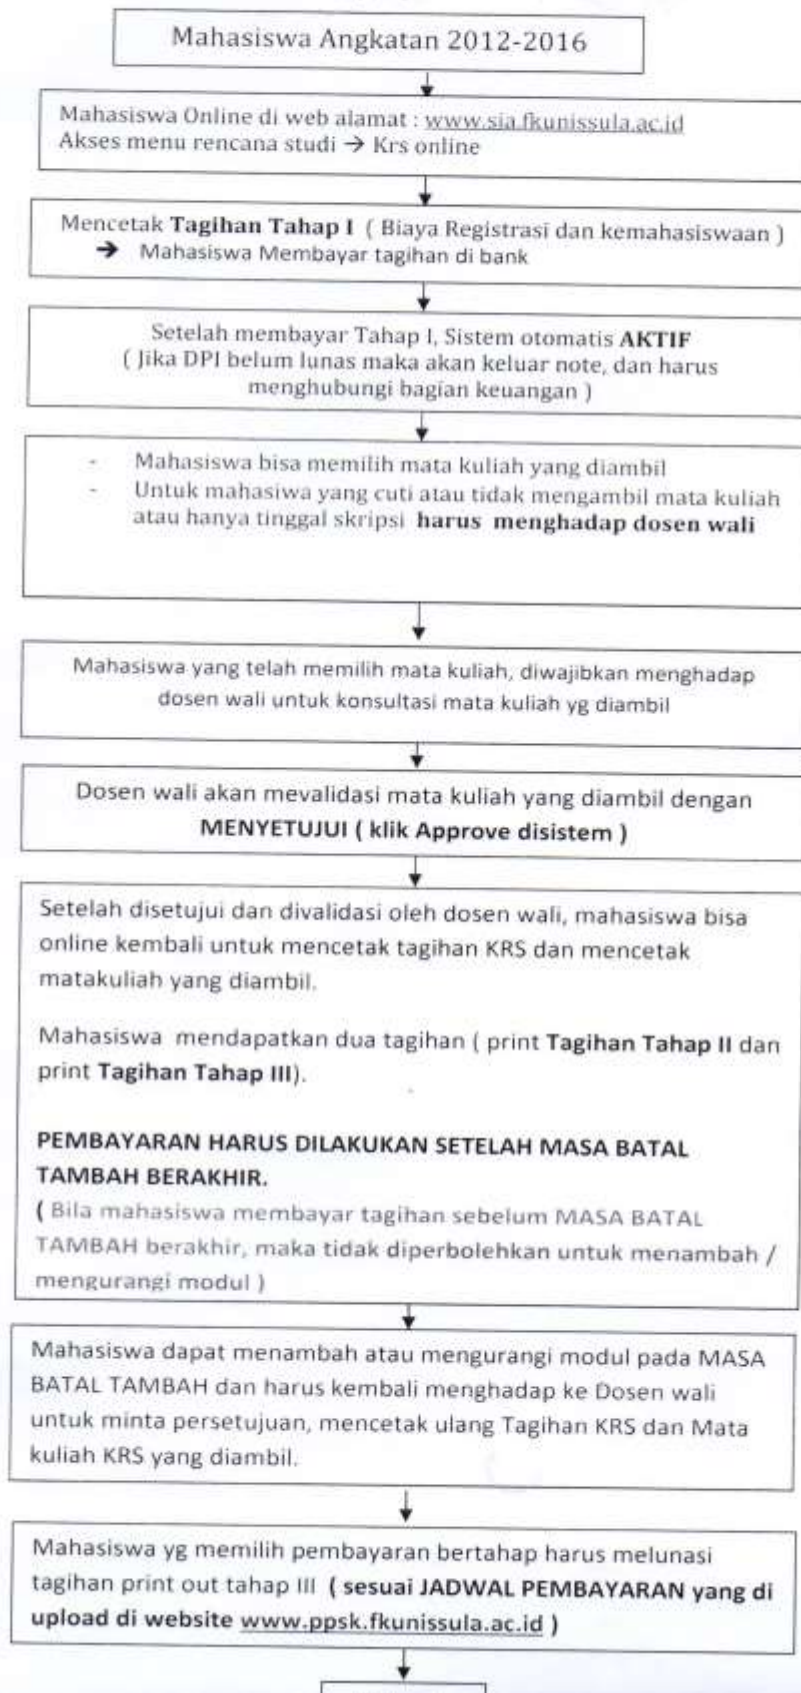 Mahasiswa Angkatan 2012-2016
Mahasiswa Online di web alamat : www.sia.fkunissula.ac.id
Akses menu rencana studi → Krs online
Mencetak Tagihan Tahap I ( Biaya Registrasi dan kemahasiswaan )
➔ Mahasiswa Membayar tagihan di bank
Setelah membayar Tahap I, Sistem otomatis AKTIF
( Jika DPI belum lunas maka akan keluar note, dan harus
menghubungi bagian keuangan )
- Mahasiswa bisa memilih mata kuliah yang diambil
- Untuk mahasiwa yang cuti atau tidak mengambil mata kuliah
atau hanya tinggal skripsi harus menghadap dosen wali
Mahasiswa yang telah memilih mata kuliah, diwajibkan menghadap
dosen wali untuk konsultasi mata kuliah yg diambil
Dosen wali akan mevalidasi mata kuliah yang diambil dengan
MENYETUJUI ( klik Approve disistem )
Setelah disetujui dan divalidasi oleh dosen wali, mahasiswa bisa
online kembali untuk mencetak tagihan KRS dan mencetak
matakuliah yang diambil.
Mahasiswa mendapatkan dua tagihan ( print Tagihan Tahap II dan
print Tagihan Tahap III).
PEMBAYARAN HARUS DILAKUKAN SETELAH MASA BATAL
TAMBAH BERAKHIR.
( Bila mahasiswa membayar tagihan sebelum MASA BATAL
TAMBAH berakhir, maka tidak diperbolehkan untuk menambah /
mengurangi modul )
Mahasiswa dapat menambah atau mengurangi modul pada MASA
BATAL TAMBAH dan harus kembali menghadap ke Dosen wali
untuk minta persetujuan, mencetak ulang Tagihan KRS dan Mata
kuliah KRS yang diambil.
Mahasiswa yg memilih pembayaran bertahap harus melunasi
tagihan print out tahap III ( sesuai JADWAL PEMBAYARAN yang di
upload di website www.ppsk.fkunissula.ac.id )